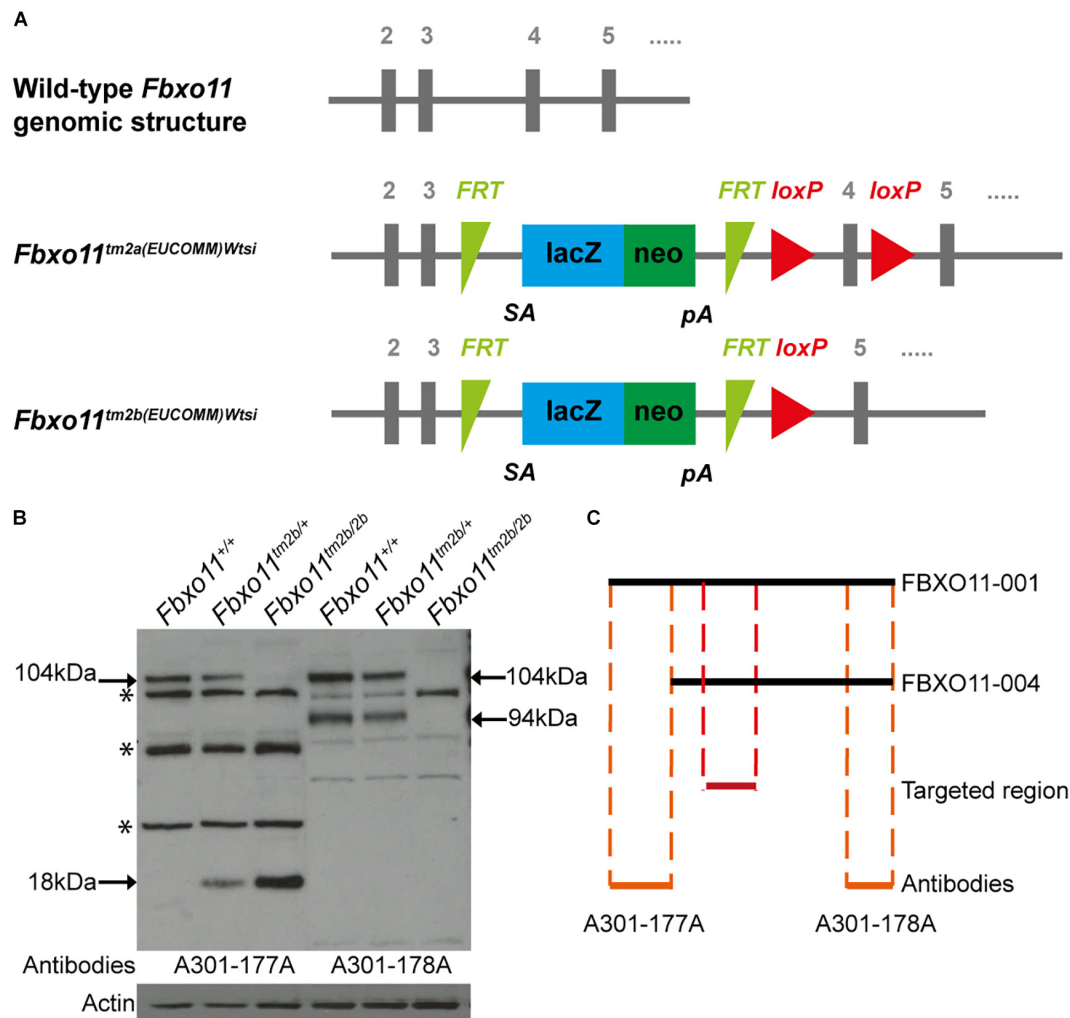 A
2 3 4 5 .....
Wild-type Fbxo11
genomic structure
2 3 FRT FRT loxP 4 loxP 5 .....
Fbxo11tm2a(EUCOMM)Wtsi
lacZ neo
SA pA
2 3 FRT FRT loxP 5 .....
Fbxo11tm2b(EUCOMM)Wtsi
lacZ neo
SA pA
B
Fbxo11+/+
Fbxo11tm2b/+
Fbxo11tm2b/2b
Fbxo11+/+
Fbxo11tm2b/+
Fbxo11tm2b/2b
104kDa
*
*
*
18kDa
104kDa
94kDa
Antibodies A301-177A A301-178A
Actin
C
FBXO11-001
FBXO11-004
Targeted region
Antibodies
A301-177A A301-178A